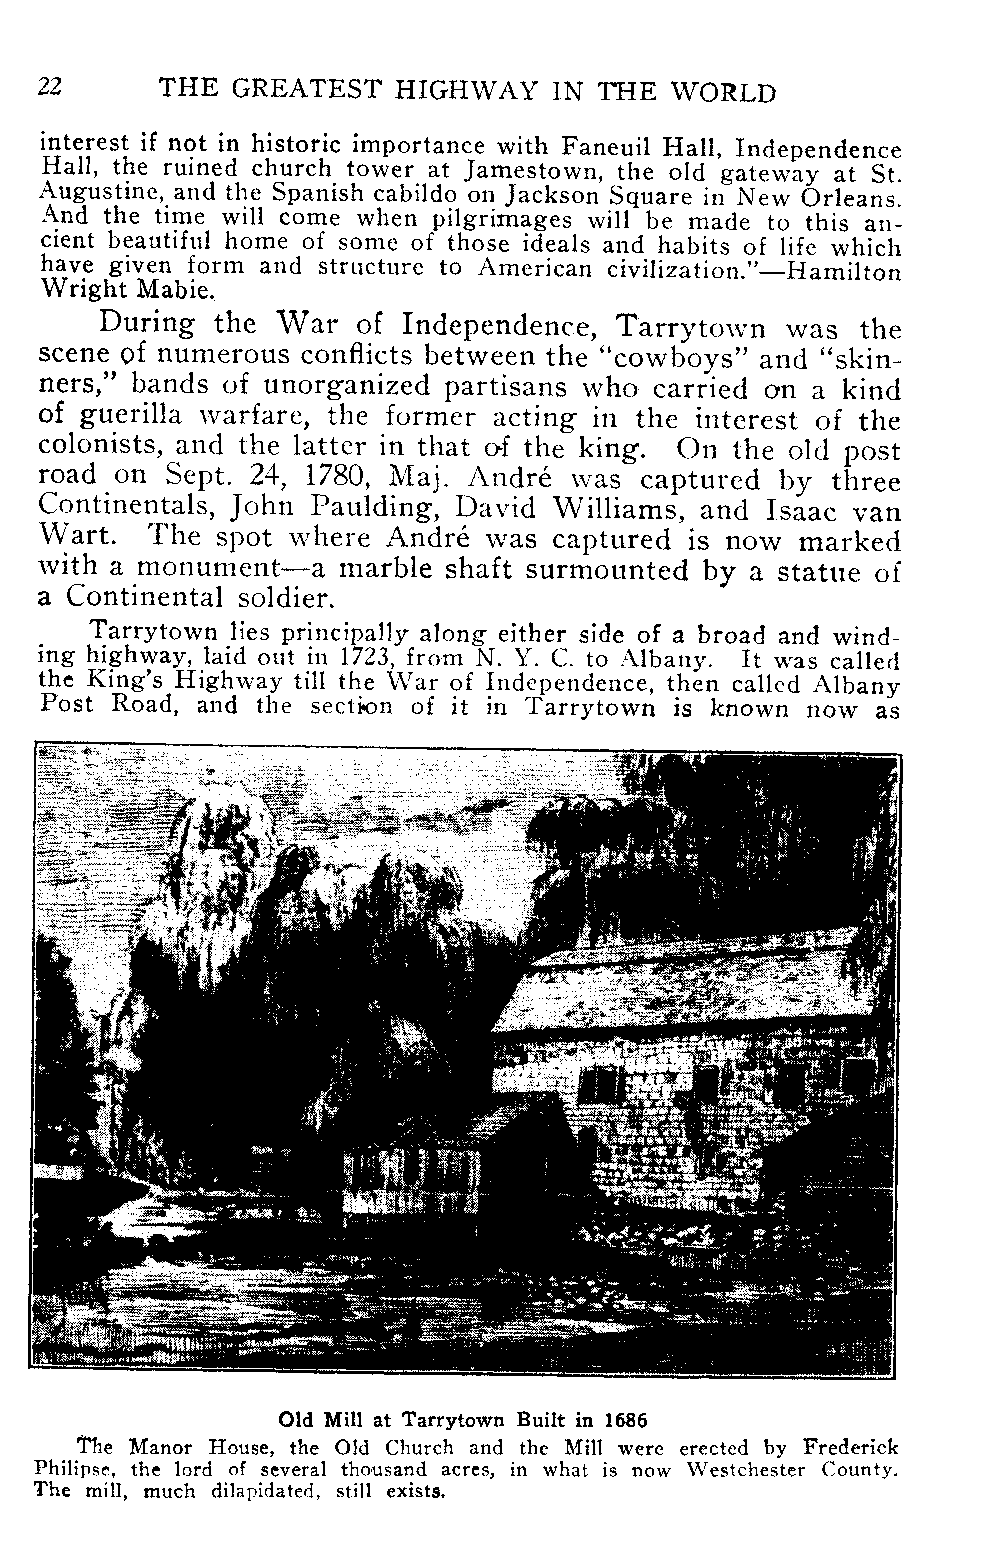 22 THE GREATEST HIGHWAY IN THE WORLD
interest if not in historic importance with Faneuil Hall, Independence
Hall, the ruined church tower at Jamestown, the old gateway at St.
Augustine, and the Spanish cabildo on Jackson Square in New Orleans.
And the time will come when pilgrimages will be made to this an-
cient beautiful home of some of those ideals and habits of life which
have given form and structure to American civilization."—Hamilton
Wright Mabie.
During the War of Independence, Tarrytown was the
scene of numerous conflicts between the "cowboys" and "skin-
ners," bands of unorganized partisans who carried on a kind
of guerilla warfare, the former acting in the interest of the
colonists, and the latter in that of the king. On the old post
road on Sept. 24, 1780, Maj. André was captured by three
Continentals, John Paulding, David Williams, and Isaac van
Wart. The spot where André was captured is now marked
with a monument—a marble shaft surmounted by a statue of
a Continental soldier.
Tarrytown lies principally along either side of a broad and wind-
ing highway, laid out in 1723, from N. Y. C. to Albany. It was called
the King's Highway till the War of Independence, then called Albany
Post Road, and the section of it in Tarrytown is known now as
Old Mill at Tarrytown Built in 1686
The Manor House, the Old Church and the Mill were erected by Frederick
Philipse, the lord of several thousand acres, in what is now Westchester County.
The mill, much dilapidated, still exists.